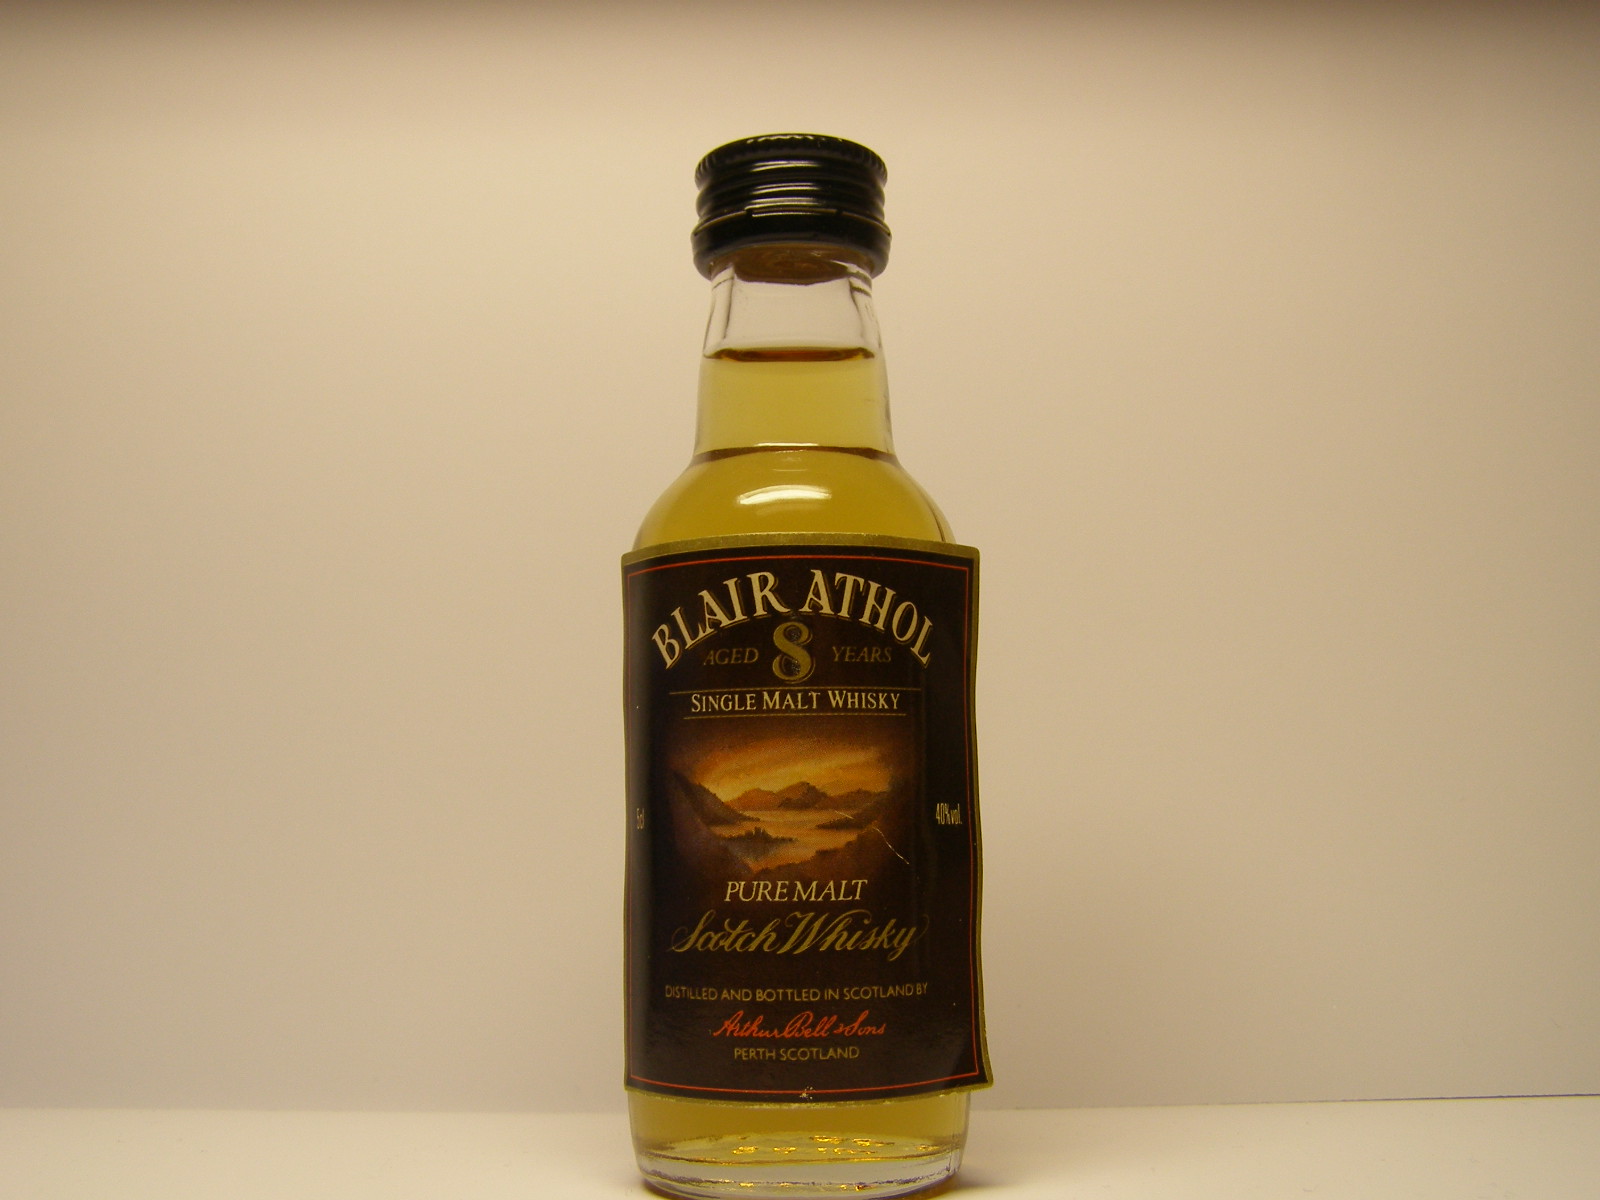 BLAIR ATHOL
AGED 8 YEARS
SINGLE MALT WHISKY
5cl 40%vol.
PURE MALT
Scotch Whisky
DISTILLED AND BOTTLED IN SCOTLAND BY
Arthur Bell & Sons
PERTH SCOTLAND